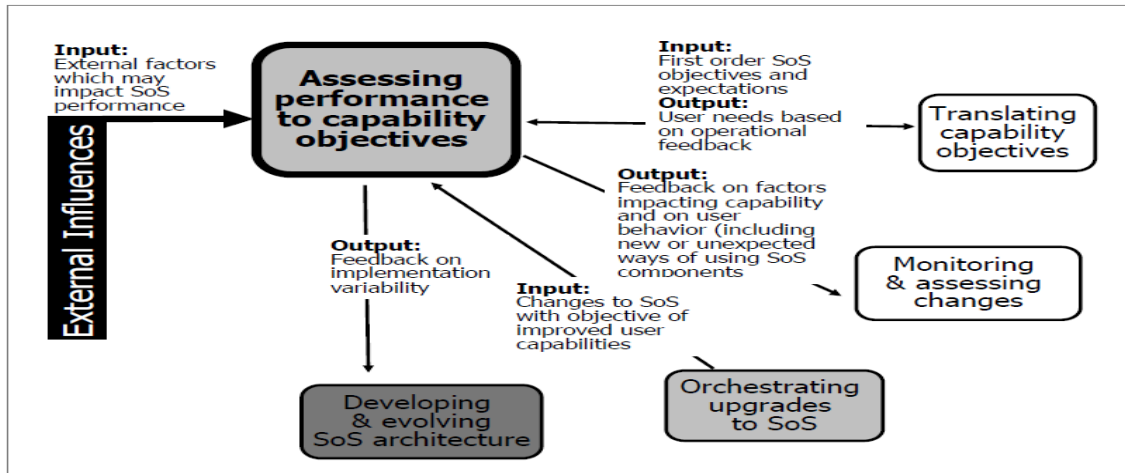 Input:
External factors
which may
impact SoS
performance
External Influences
Assessing
performance
to capability
objectives
Input:
First order SoS
objectives and
expectations
Output:
User needs based
on operational
feedback
Translating
capability
objectives
Output:
Feedback on factors
impacting capability
and on user
behavior (including
new or unexpected
ways of using SoS
components
Monitoring
& assessing
changes
Output:
Feedback on
implementation
variability
Input:
Changes to SoS
with objective of
improved user
capabilities
Developing
& evolving
SoS architecture
Orchestrating
upgrades
to SoS